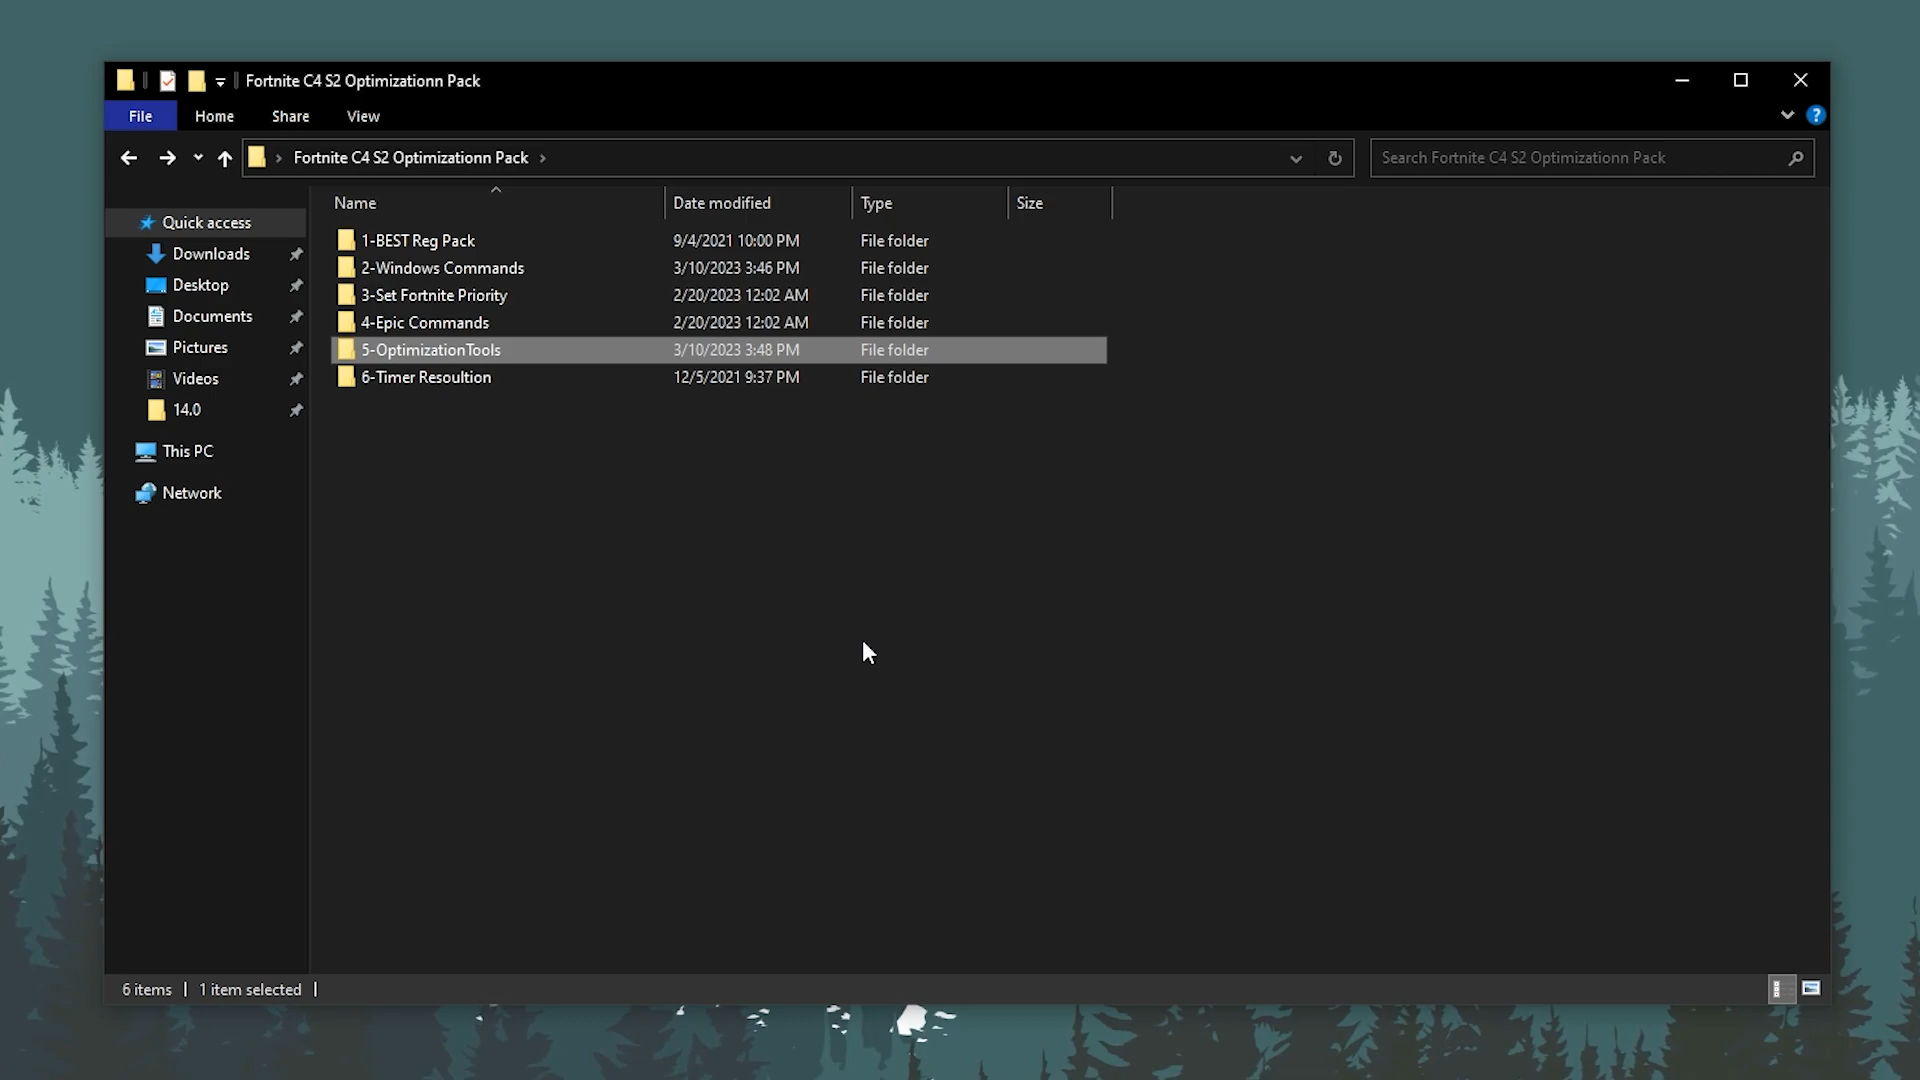 Fortnite C4 S2 Optimizationn Pack
File Home Share View
Fortnite C4 S2 Optimizationn Pack
Search Fortnite C4 S2 Optimizationn Pack
Name Date modified Type Size
Quick access
Downloads
Desktop
Documents
Pictures
Videos
14.0
This PC
Network
1-BEST Reg Pack 9/4/2021 10:00 PM File folder
2-Windows Commands 3/10/2023 3:46 PM File folder
3-Set Fortnite Priority 2/20/2023 12:02 AM File folder
4-Epic Commands 2/20/2023 12:02 AM File folder
5-OptimizationTools 3/10/2023 3:48 PM File folder
6-Timer Resoultion 12/5/2021 9:37 PM File folder
6 items 1 item selected